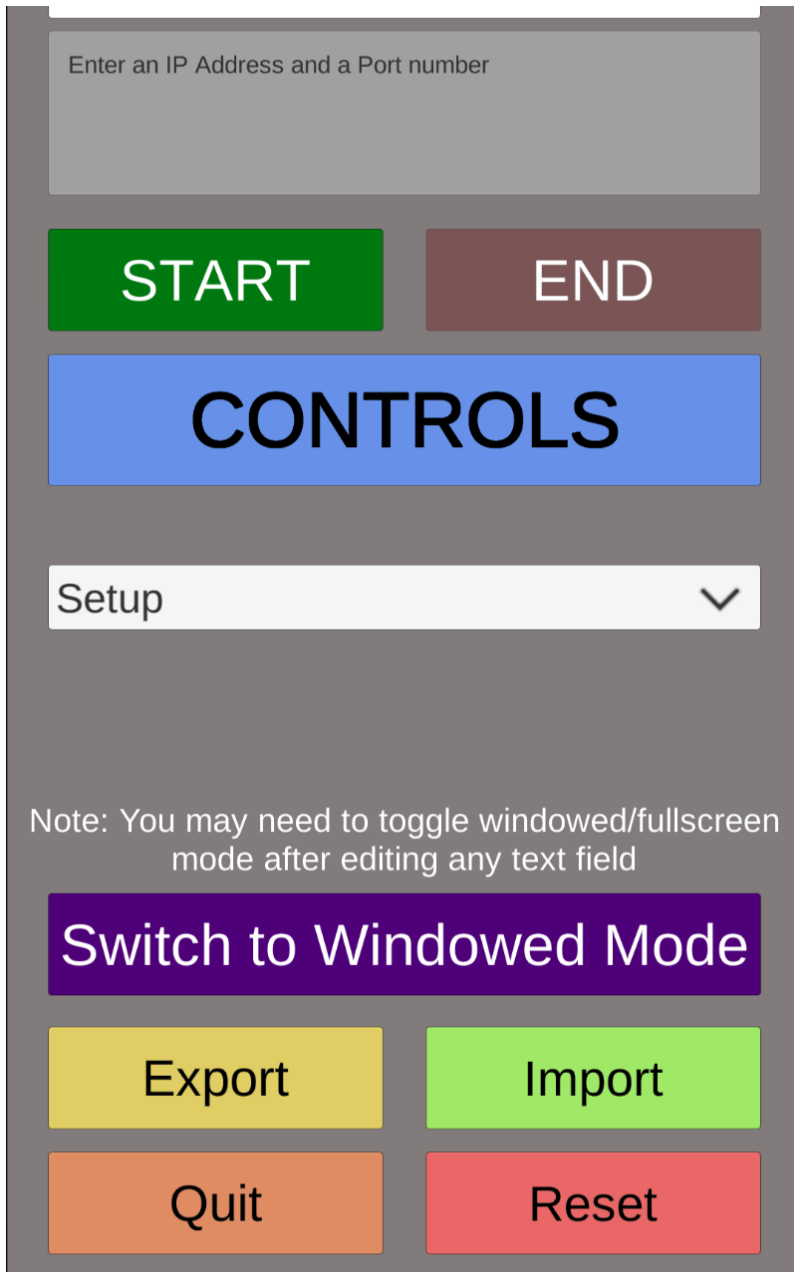 Enter an IP Address and a Port number
START
END
CONTROLS
Setup
Note: You may need to toggle windowed/fullscreen
mode after editing any text field
Switch to Windowed Mode
Export
Import
Quit
Reset